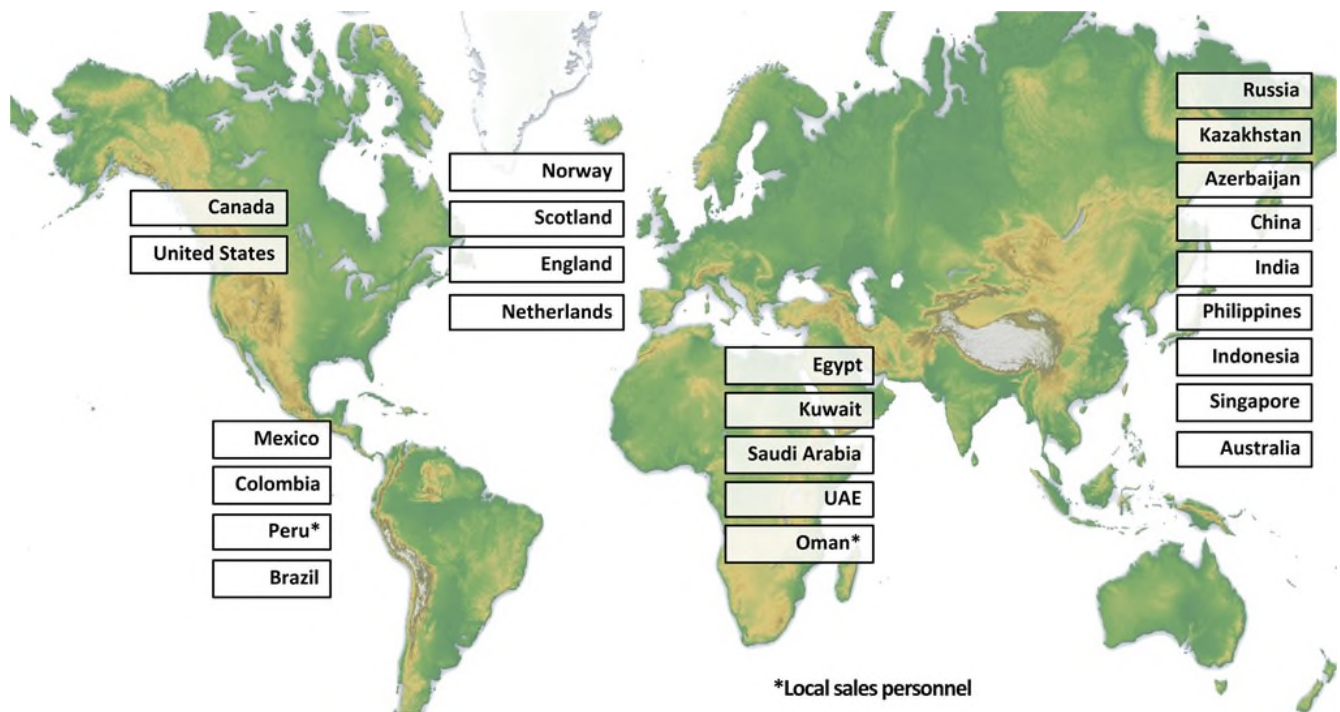 Canada
United States
Norway
Scotland
England
Netherlands
Mexico
Colombia
Peru*
Brazil
Egypt
Kuwait
Saudi Arabia
UAE
Oman*
Russia
Kazakhstan
Azerbaijan
China
India
Philippines
Indonesia
Singapore
Australia
*Local sales personnel